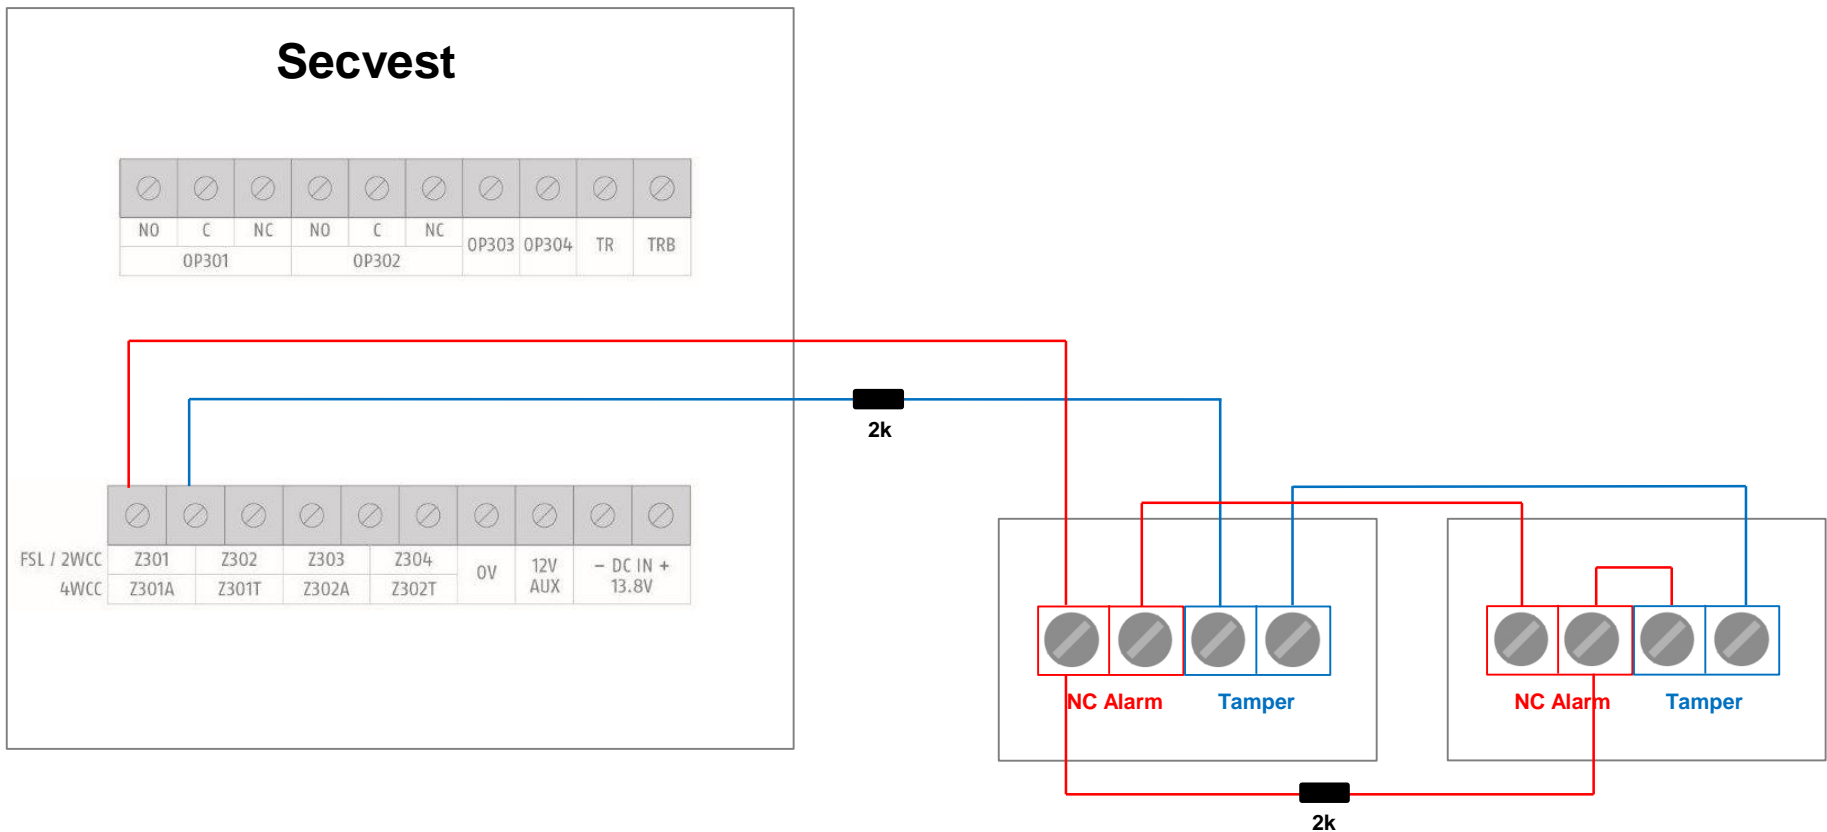 Secvest
NO C NC NO C NC OP303 OP304 TR TRB
OP301 OP302
2k
FSL / 2WCC Z301 Z302 Z303 Z304 0V 12V AUX − DC IN + 13.8V
4WCC Z301A Z301T Z302A Z302T
NC Alarm Tamper NC Alarm Tamper
2k